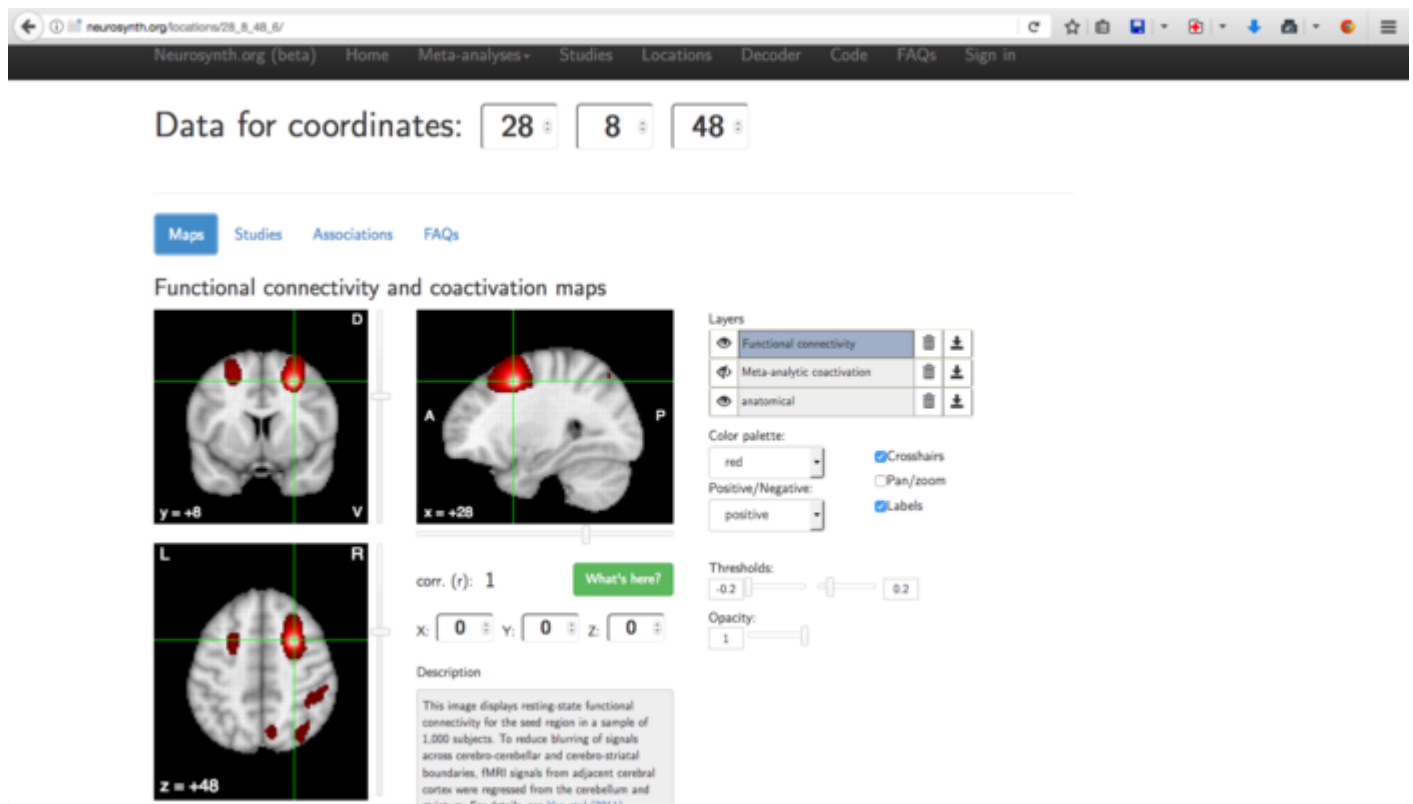 neurosynth.org/locations/28_8_48_6/
Neurosynth.org (beta) Home Meta-analyses Studies Locations Decoder Code FAQs Sign in
Data for coordinates: 28 8 48
Maps Studies Associations FAQs
Functional connectivity and coactivation maps
D
V
y = +8
A
P
x = +28
L
R
z = +48
corr. (r): 1
What's here?
X: 0 Y: 0 Z: 0
Description
This image displays resting-state functional
connectivity for the seed region in a sample of
1,000 subjects. To reduce blurring of signals
across cerebro-cerebellar and cerebro-striatal
boundaries, fMRI signals from adjacent cerebral
cortex were regressed from the cerebellum and
Layers
Functional connectivity
Meta-analytic coactivation
anatomical
Color palette:
red
Positive/Negative:
positive
Crosshairs
Pan/zoom
Labels
Thresholds:
-0.2 0.2
Opacity:
1